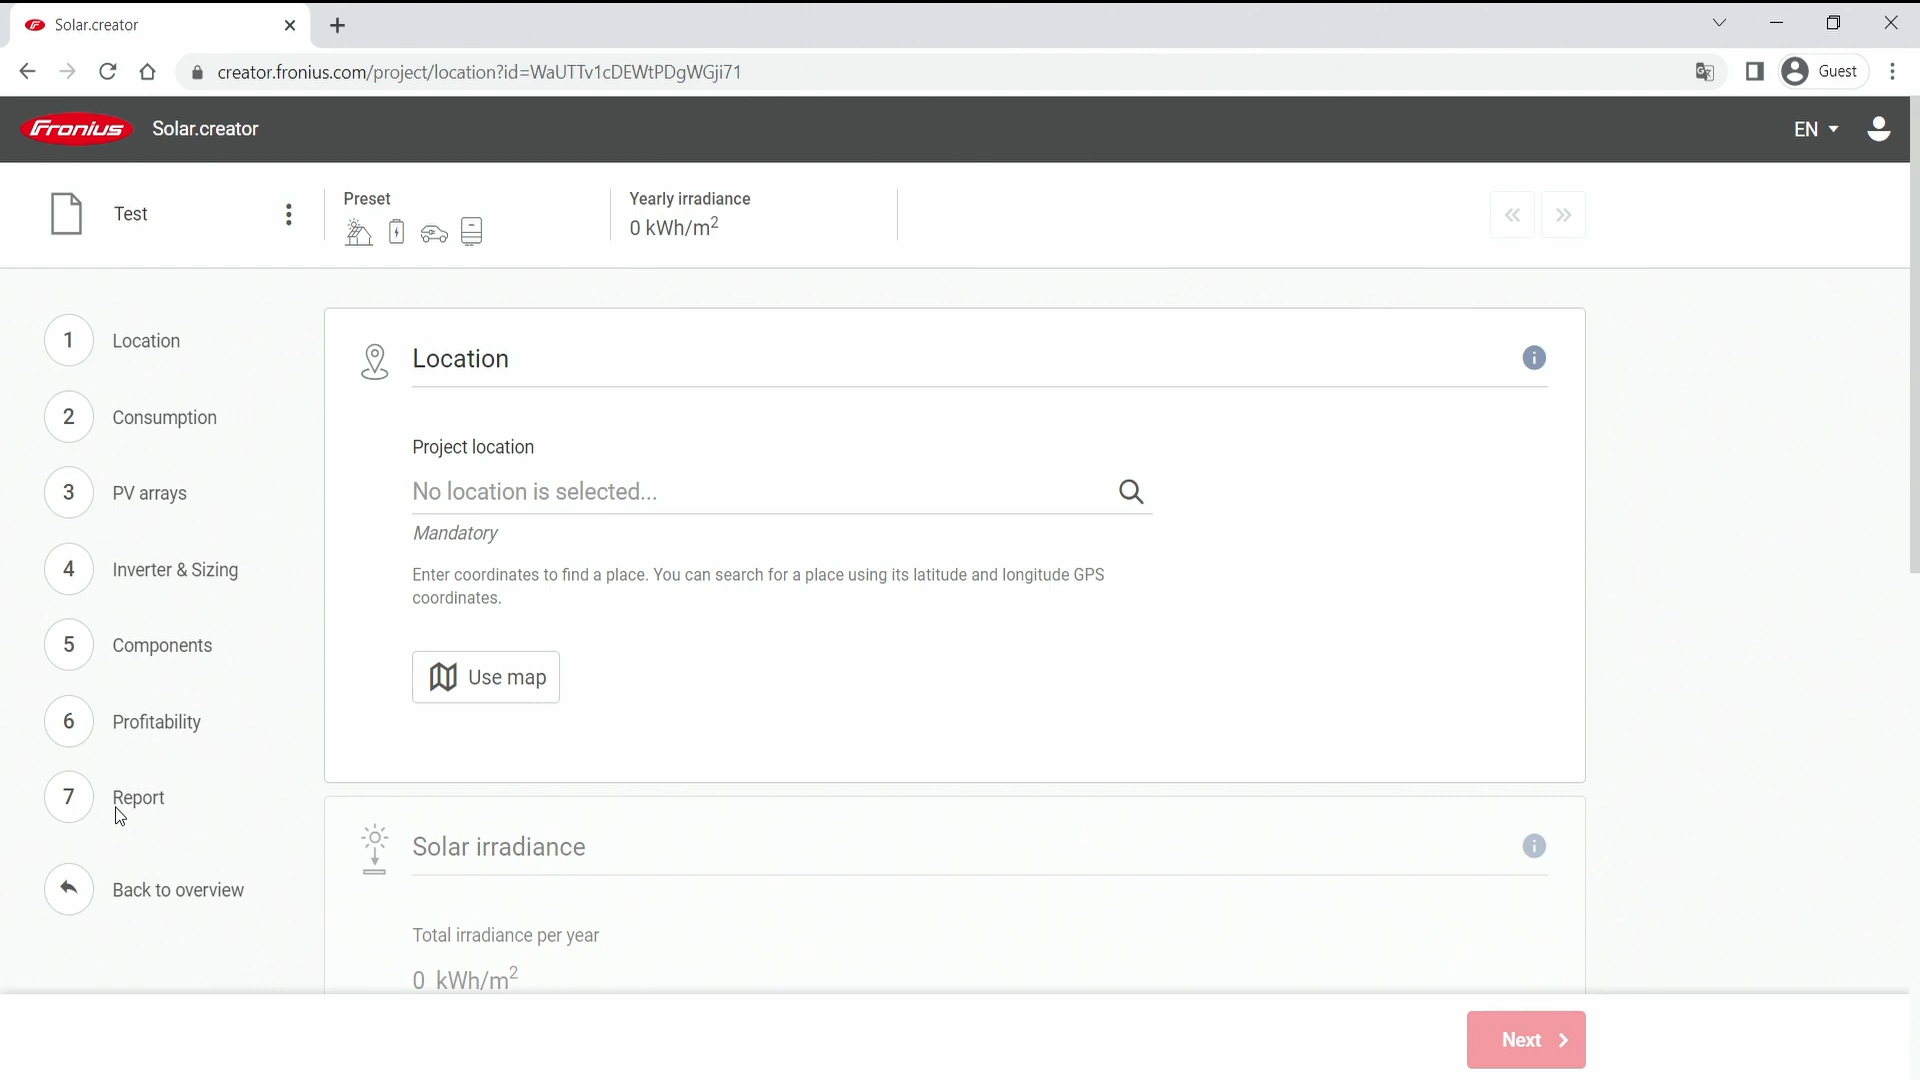 Solar.creator
creator.fronius.com/project/location?id=WaUTTv1cDEWtPDgWGji71
Guest
Fronius
Solar.creator
EN
Test
Preset
Yearly irradiance
0 kWh/m²
1 Location
2 Consumption
3 PV arrays
4 Inverter & Sizing
5 Components
6 Profitability
7 Report
Back to overview
Location
Project location
No location is selected...
Mandatory
Enter coordinates to find a place. You can search for a place using its latitude and longitude GPS
coordinates.
Use map
Solar irradiance
Total irradiance per year
0 kWh/m²
Next